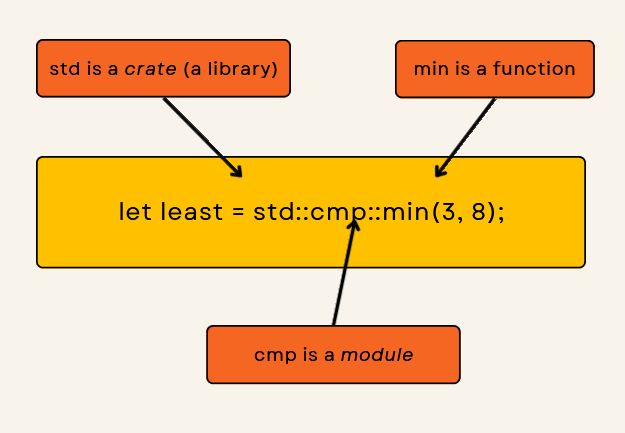 std is a crate (a library)
min is a function
let least = std::cmp::min(3, 8);
cmp is a module